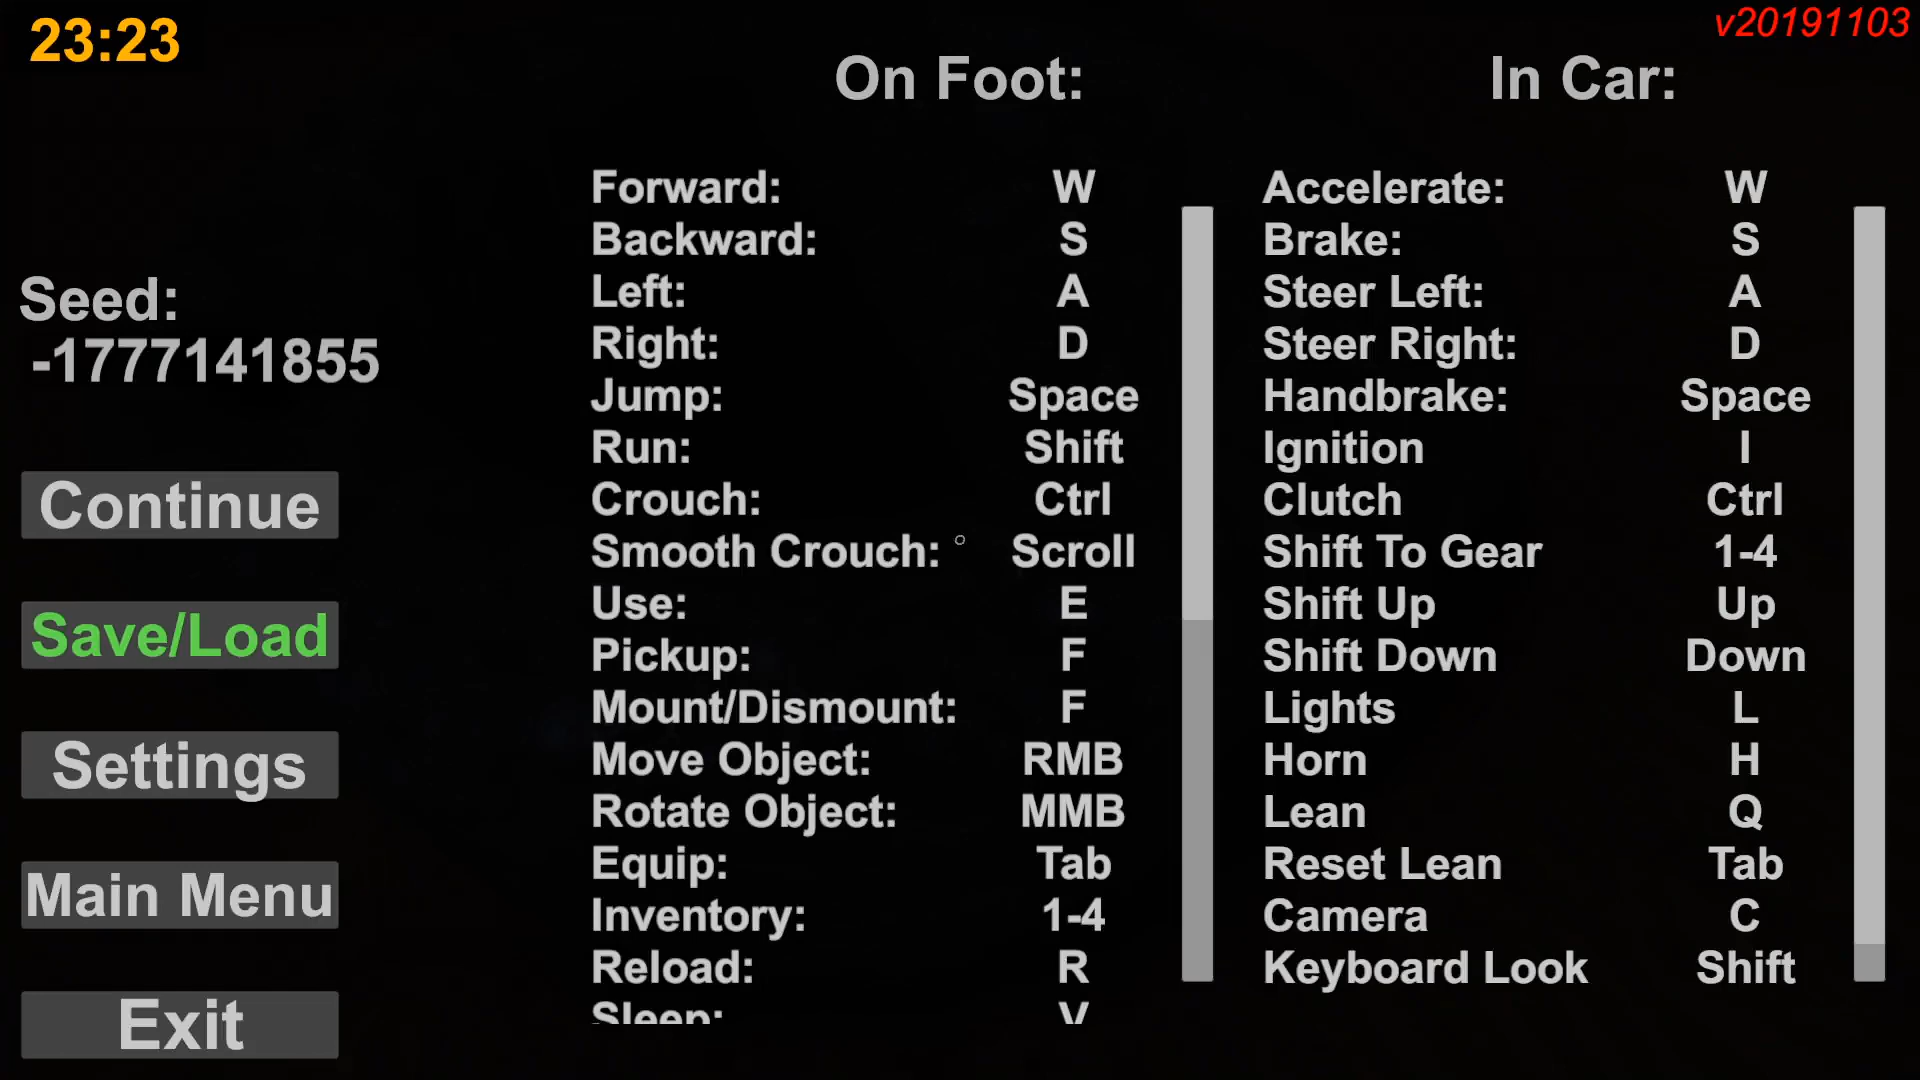 23:23
v20191103
On Foot:
In Car:
Seed:
-1777141855
Continue
Save/Load
Settings
Main Menu
Exit
Forward: W
Backward: S
Left: A
Right: D
Jump: Space
Run: Shift
Crouch: Ctrl
Smooth Crouch: Scroll
Use: E
Pickup: F
Mount/Dismount: F
Move Object: RMB
Rotate Object: MMB
Equip: Tab
Inventory: 1-4
Reload: R
Sleep: V
Accelerate: W
Brake: S
Steer Left: A
Steer Right: D
Handbrake: Space
Ignition I
Clutch Ctrl
Shift To Gear 1-4
Shift Up Up
Shift Down Down
Lights L
Horn H
Lean Q
Reset Lean Tab
Camera C
Keyboard Look Shift